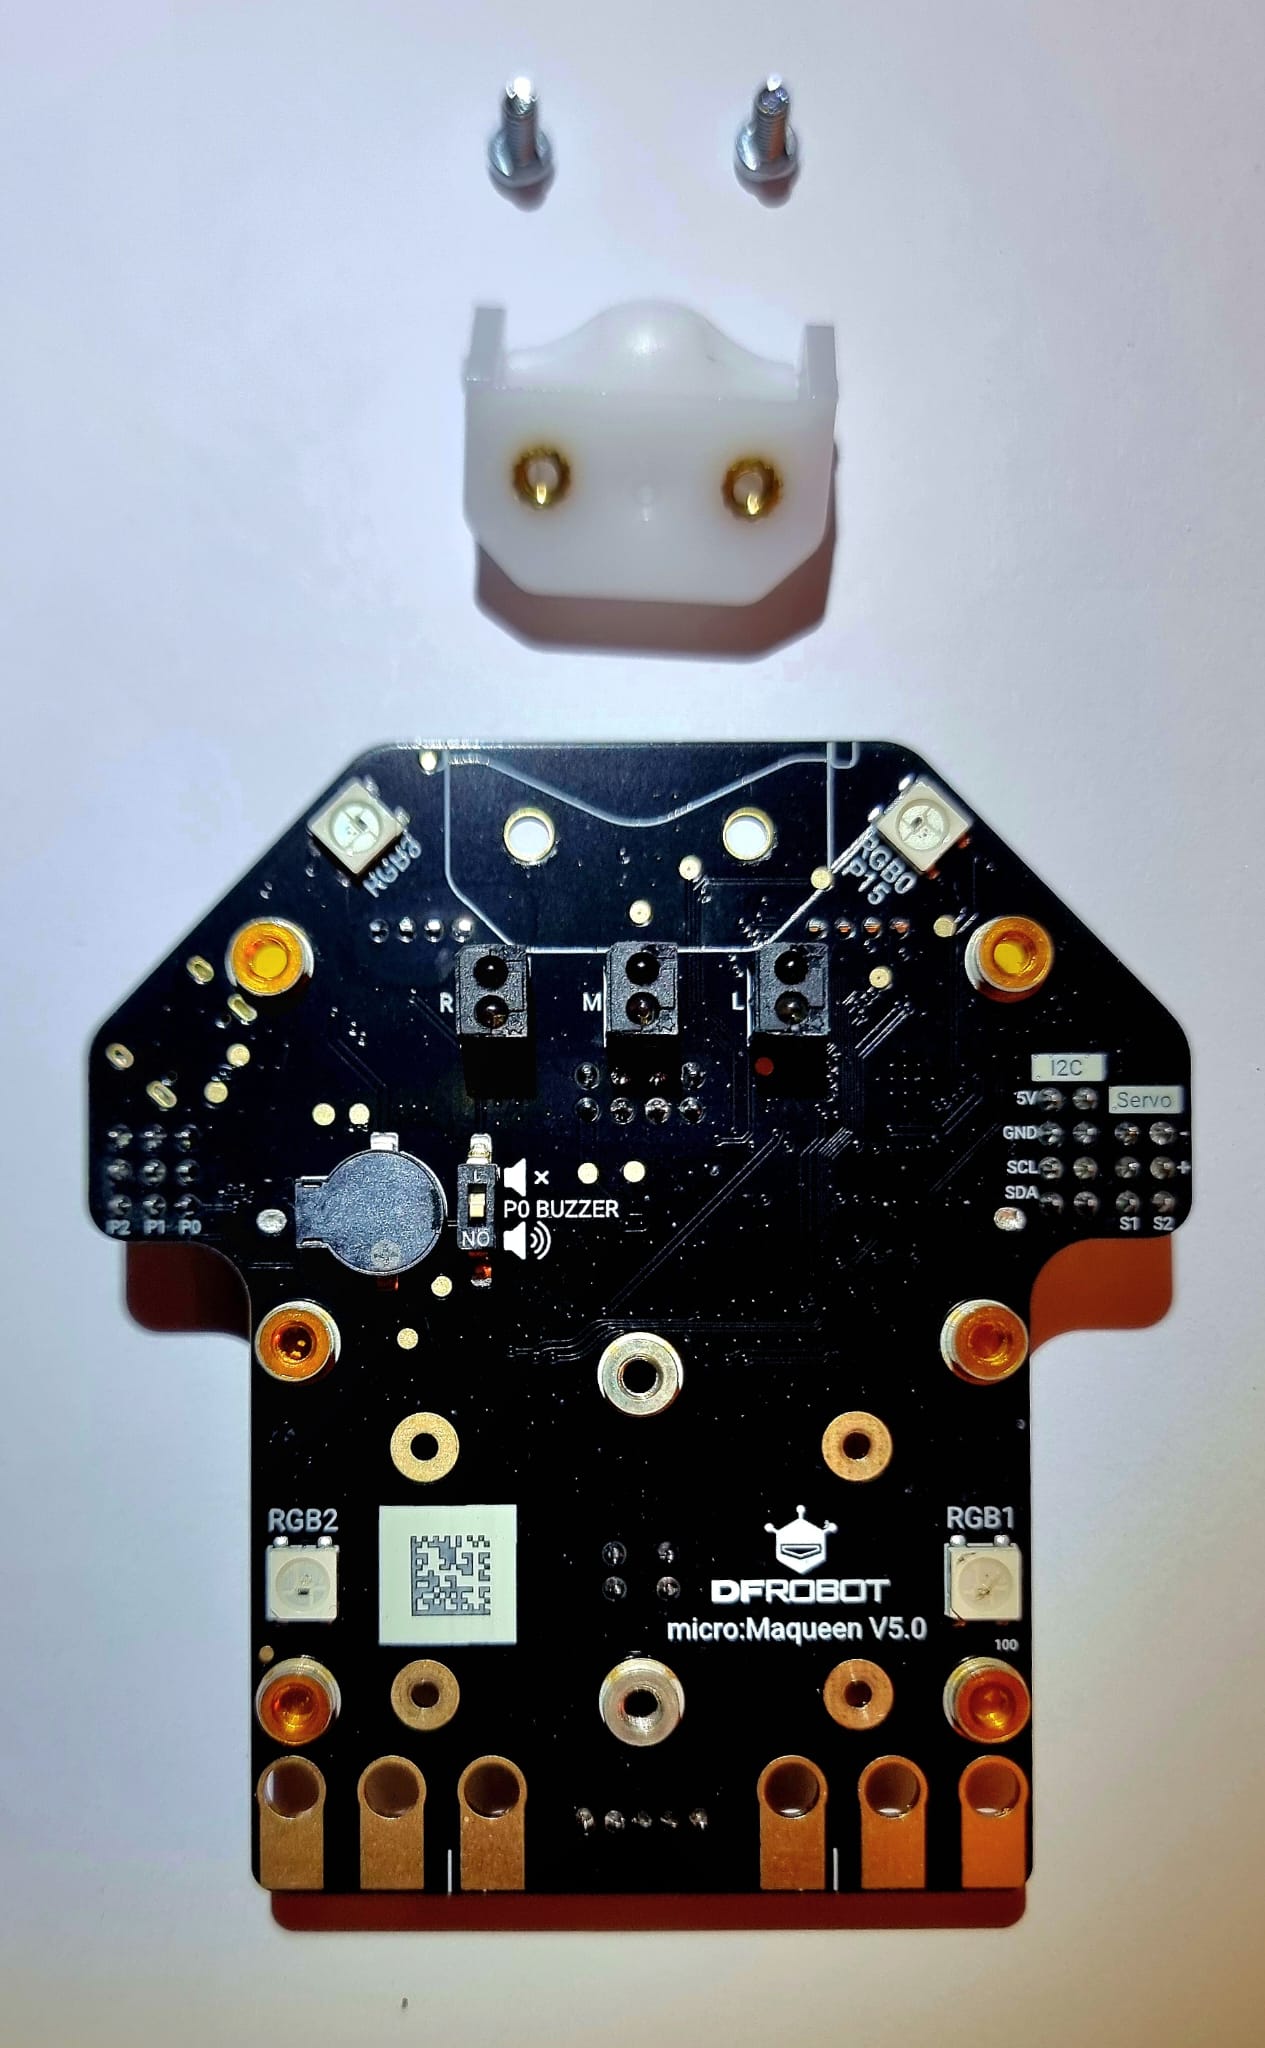 RGB3
RGB0
P15
R
M
L
I2C
5V
Servo
GND
-
SCL
+
SDA
P2
P1
P0
S1
S2
x
P0 BUZZER
NO
RGB2
RGB1
DFROBOT
micro:Maqueen V5.0
100